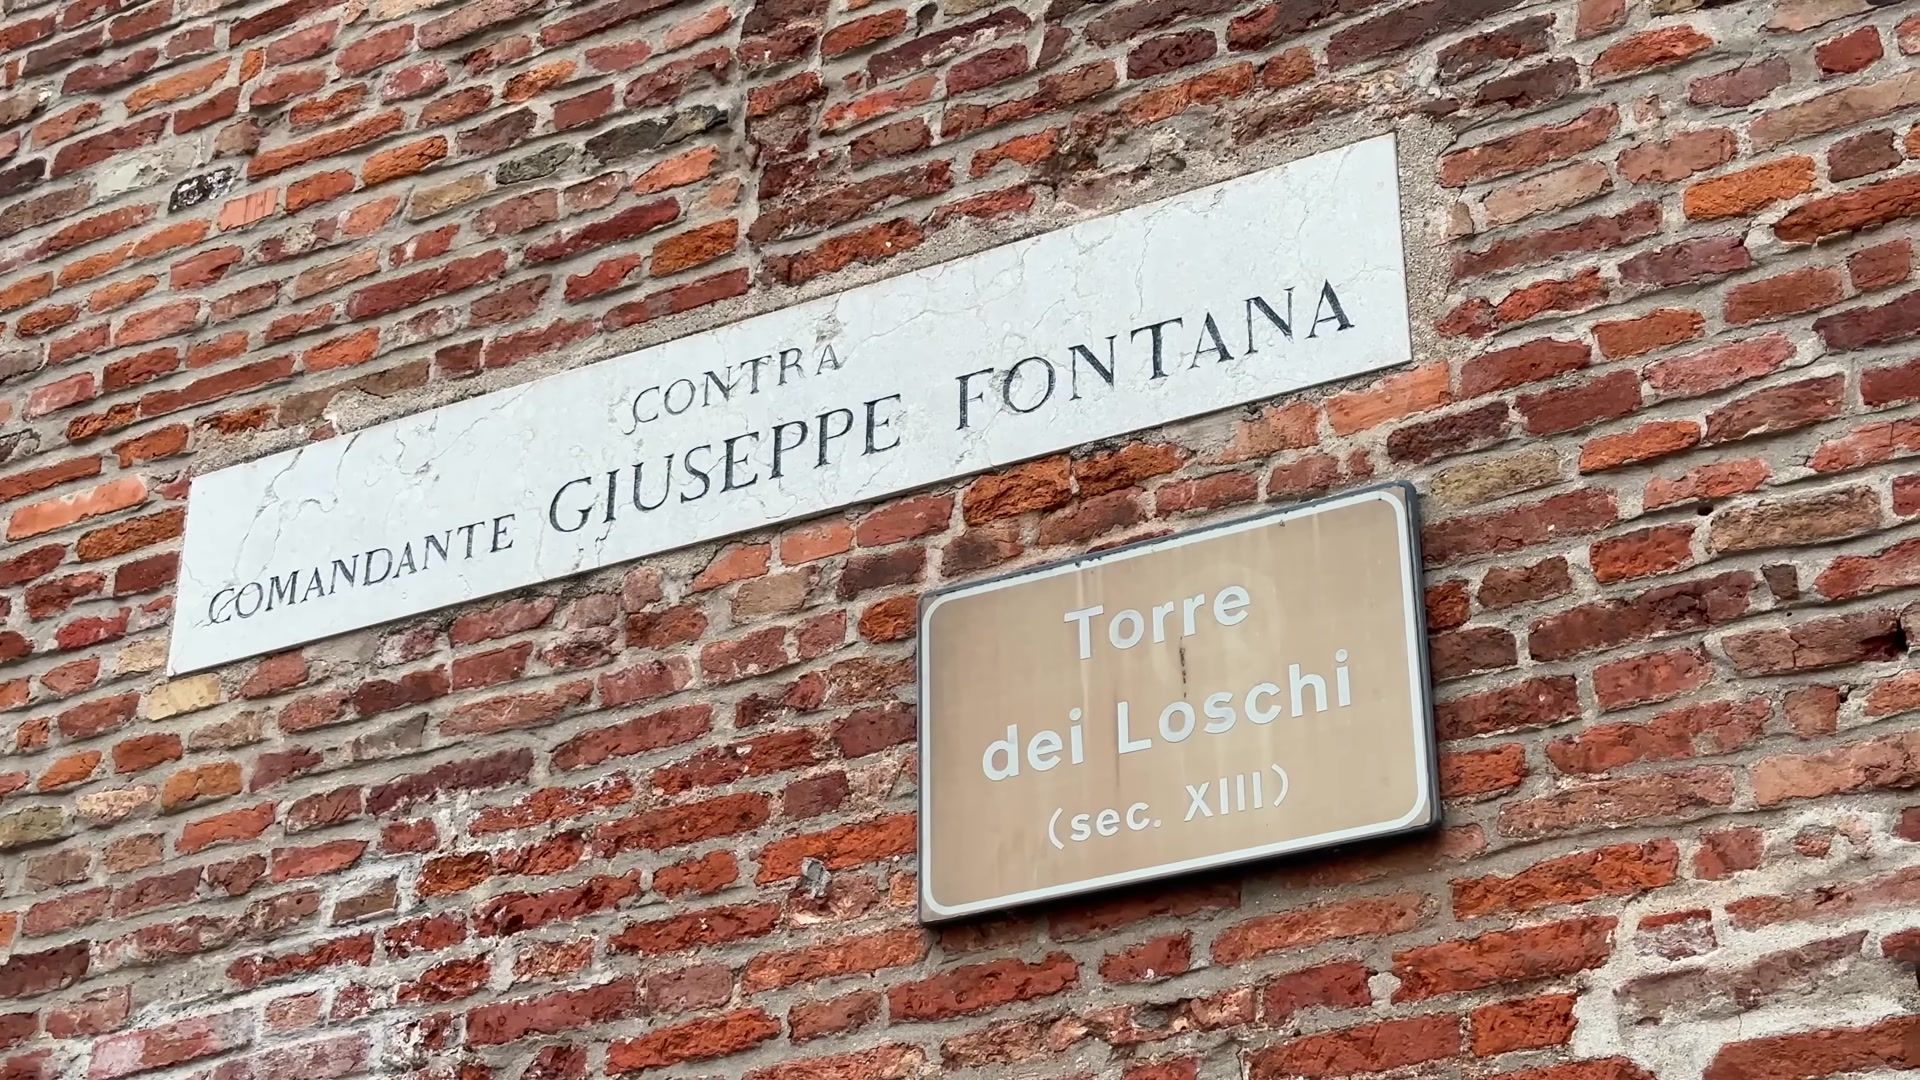 CONTRA
COMANDANTE GIUSEPPE FONTANA
Torre
dei Loschi
(sec. XIII)